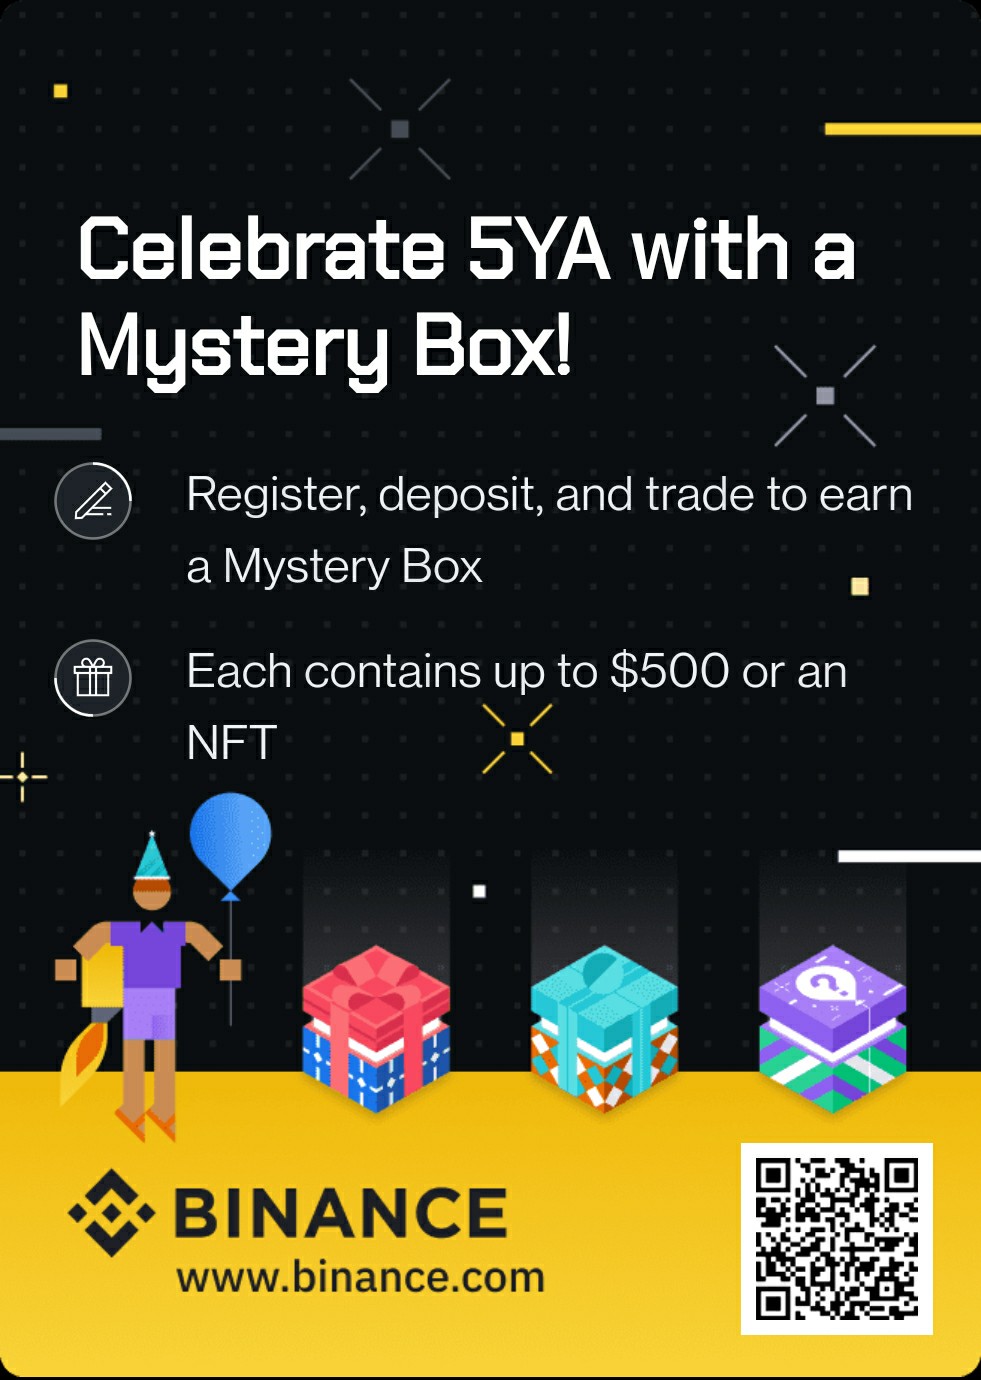 Celebrate 5YA with a
Mystery Box!
Register, deposit, and trade to earn
a Mystery Box
Each contains up to $500 or an
NFT
?
BINANCE
www.binance.com